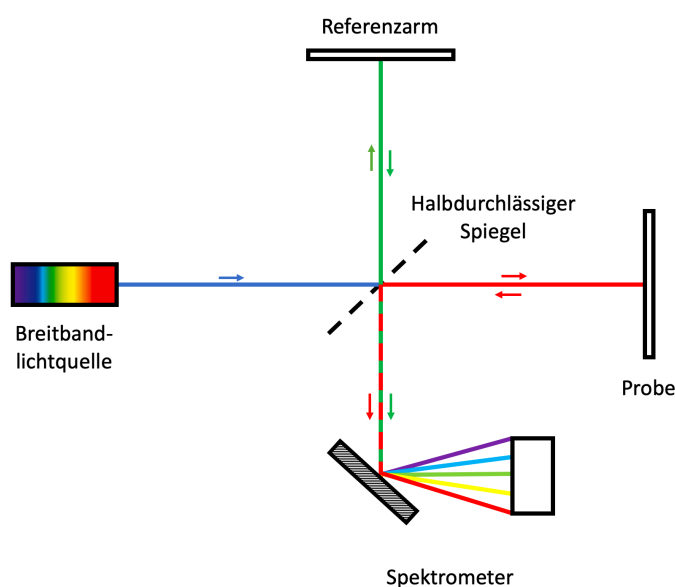 Referenzarm
Halbdurchlässiger
Spiegel
Breitband-
lichtquelle
Probe
Spektrometer